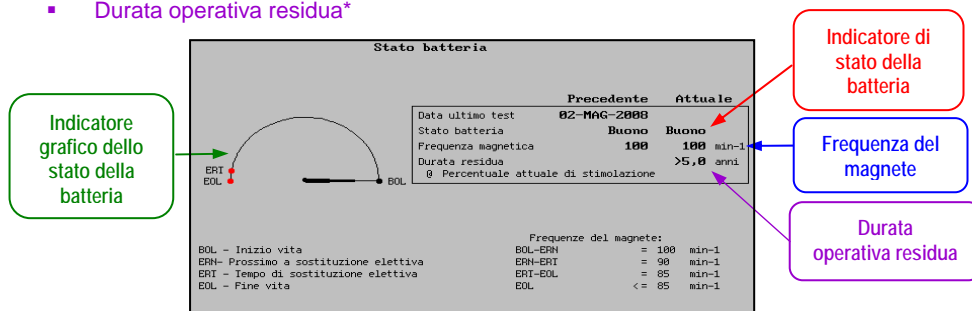 ▪ Durata operativa residua*
Stato batteria
Precedente Attuale
Data ultimo test 02-MAG-2008
Stato batteria Buono Buono
Frequenza magnetica 100 100 min-1
Durata residua >5,0 anni
@ Percentuale attuale di stimolazione
ERT
EOL
BOL
Frequenze del magnete:
BOL - Inizio vita BOL-ERN = 100 min-1
ERN- Prossimo a sostituzione elettiva ERN-ERT = 90 min-1
ERT - Tempo di sostituzione elettiva ERT-EOL = 85 min-1
EOL - Fine vita EOL <= 85 min-1
Indicatore
grafico dello
stato della
batteria
Indicatore di
stato della
batteria
Frequenza del
magnete
Durata
operativa residua